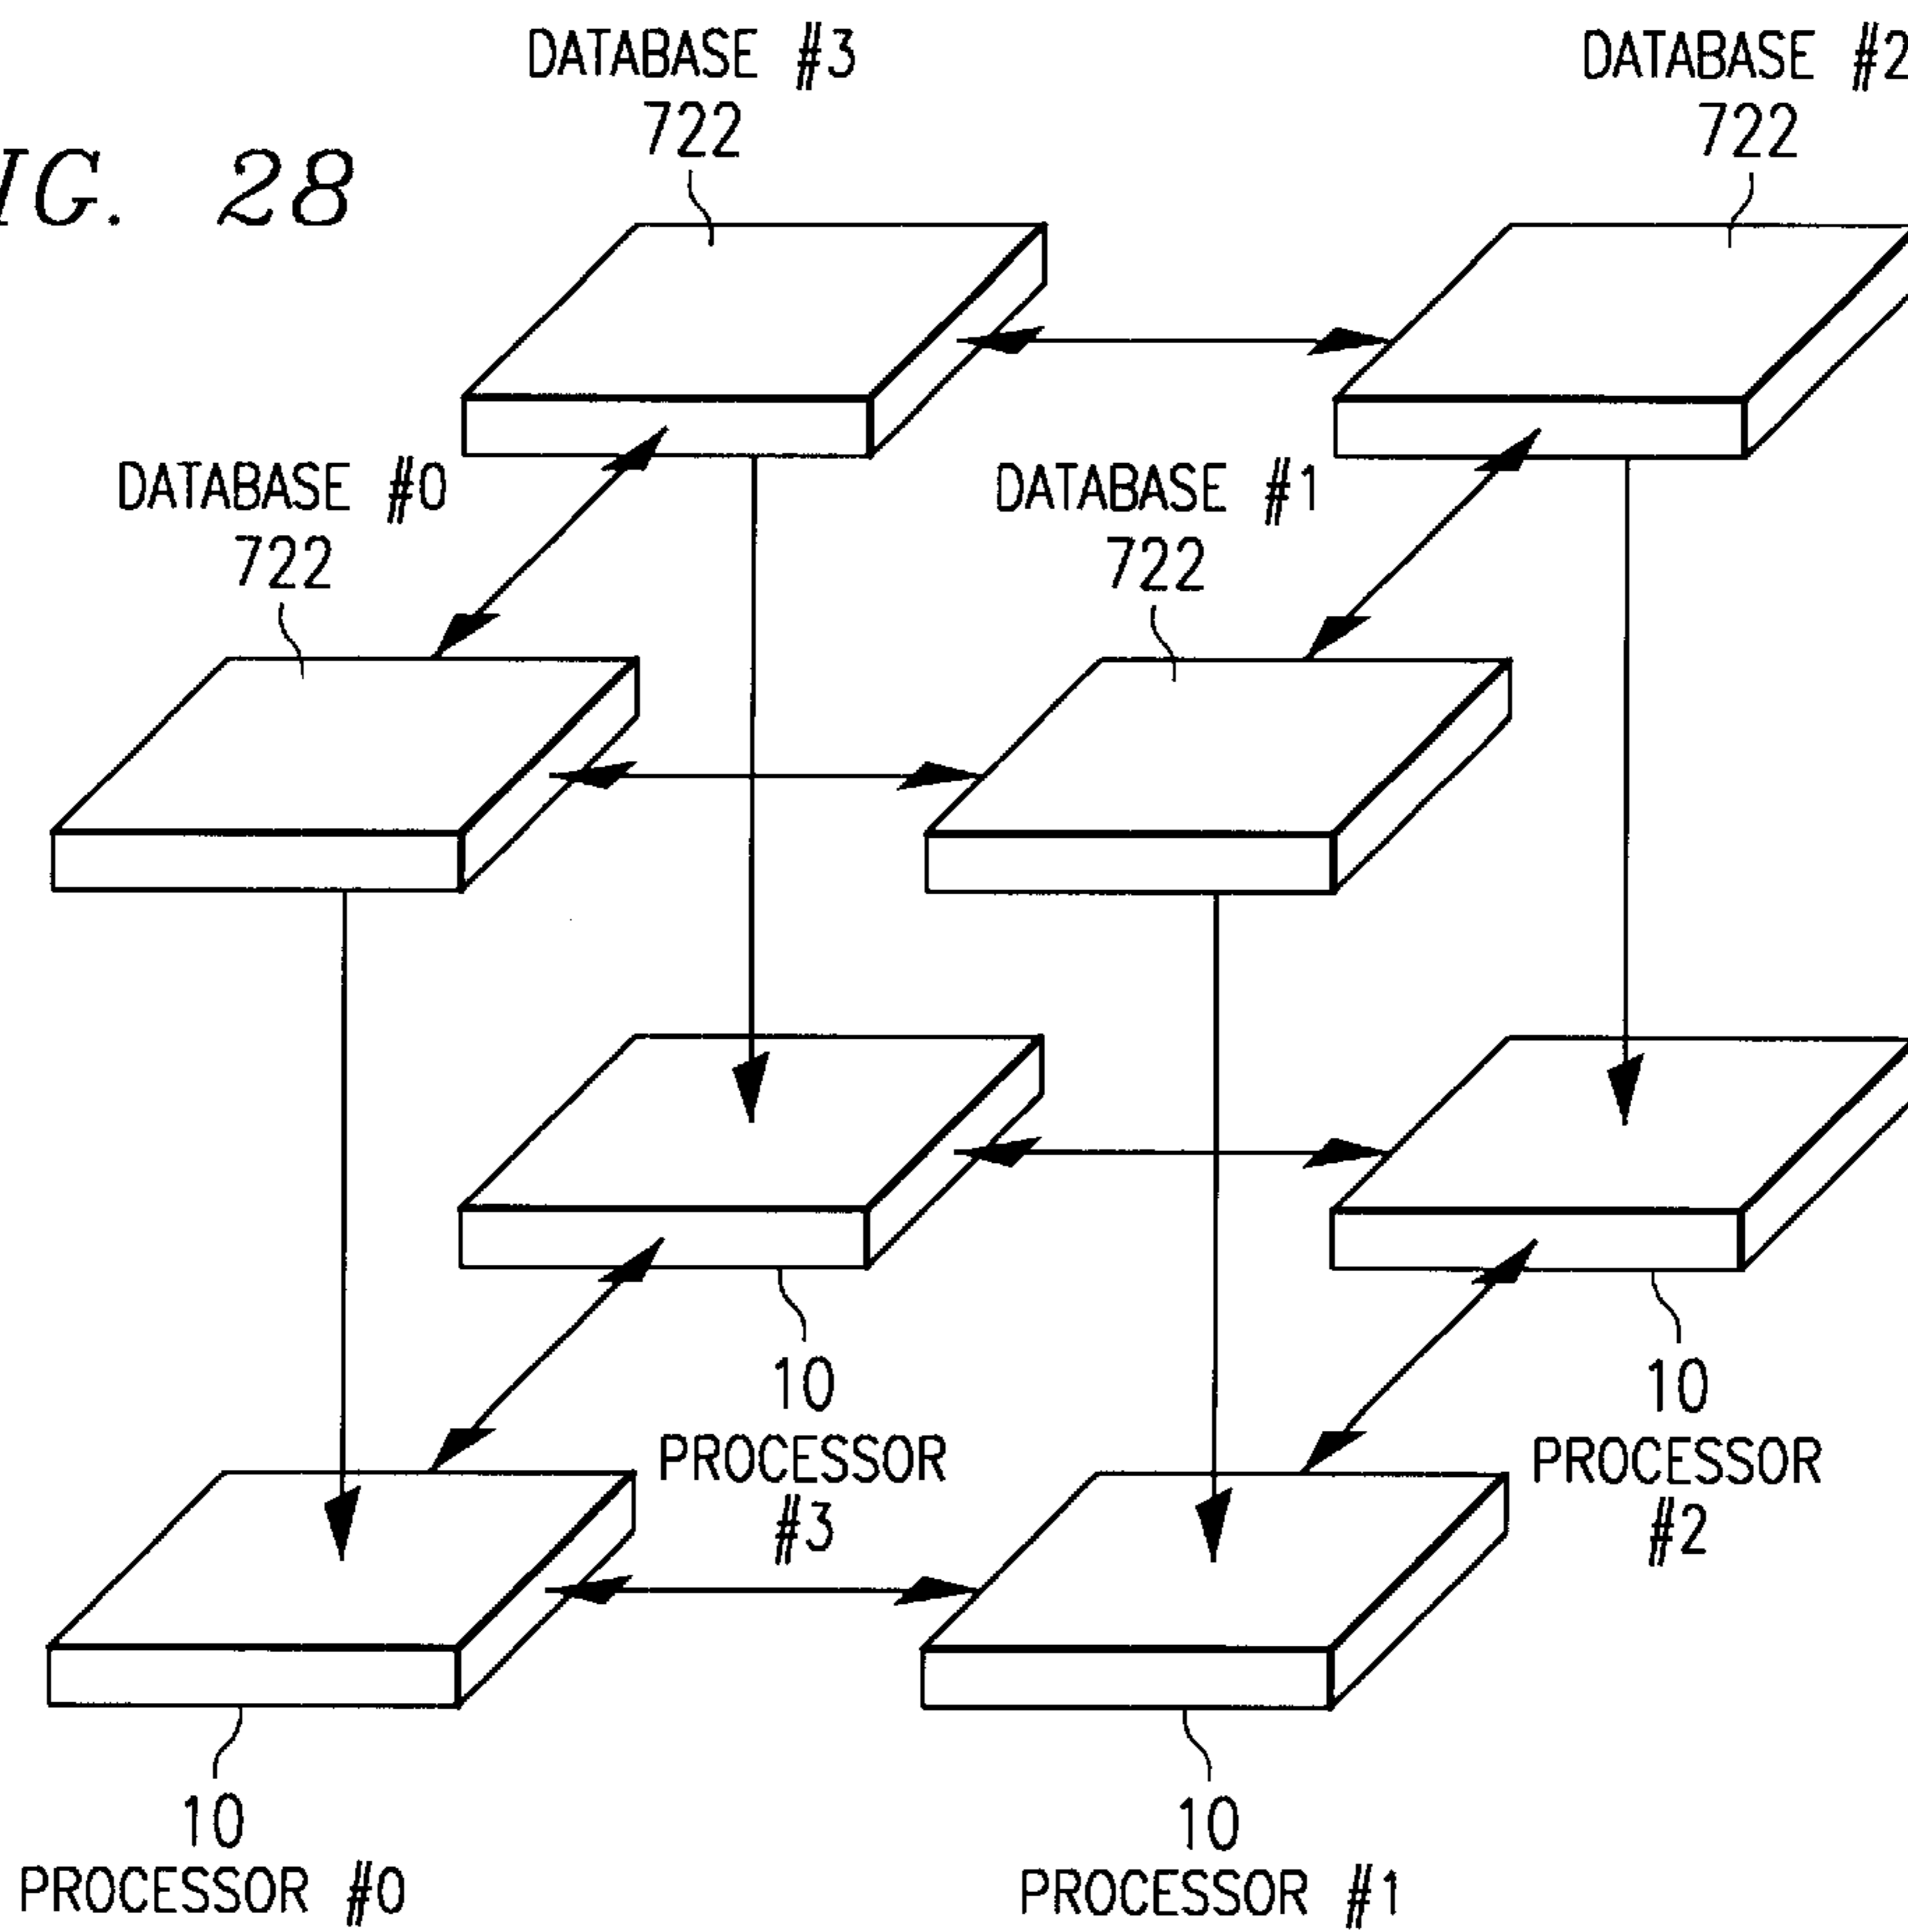 DATABASE #3
722
DATABASE #2
722
IG. 28
DATABASE #0
722
DATABASE #1
722
10
PROCESSOR
#3
10
PROCESSOR
#2
10
PROCESSOR #0
10
PROCESSOR #1